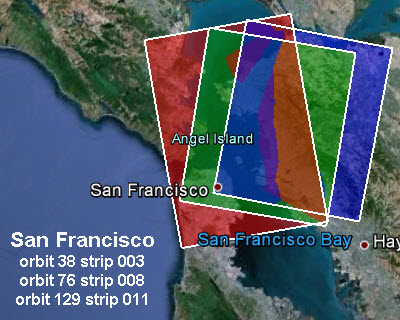 Angel Island
San Francisco
San Francisco Bay
Hay
San Francisco
orbit 38 strip 003
orbit 76 strip 008
orbit 129 strip 011